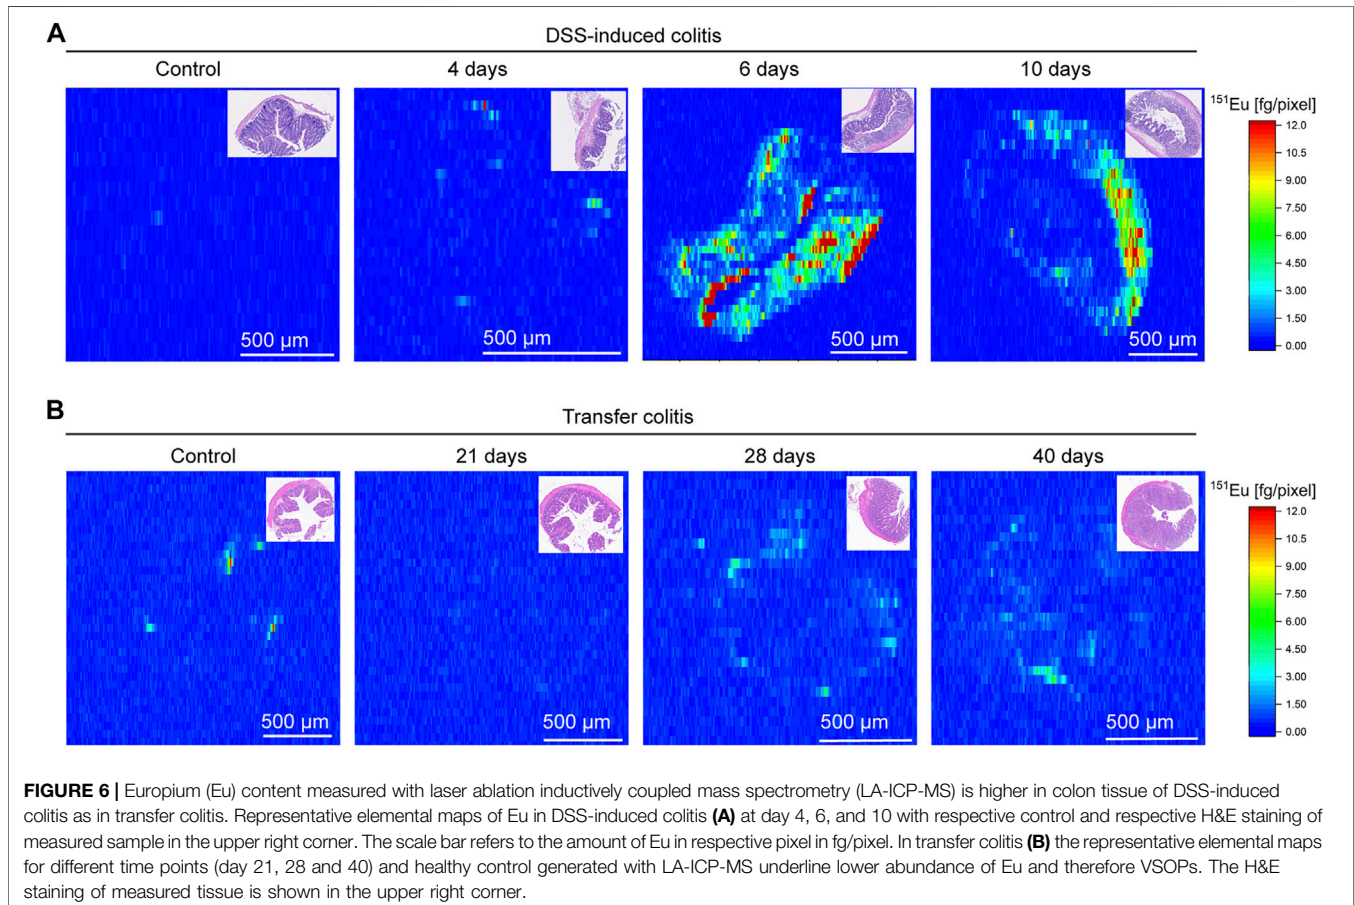 A
DSS-induced colitis
Control
4 days
6 days
10 days
151Eu [fg/pixel]
12.0
10.5
9.00
7.50
6.00
4.50
3.00
1.50
0.00
500 µm
500 µm
500 µm
500 µm
B
Transfer colitis
Control
21 days
28 days
40 days
151Eu [fg/pixel]
12.0
10.5
9.00
7.50
6.00
4.50
3.00
1.50
0.00
500 µm
500 µm
500 µm
500 µm
FIGURE 6 | Europium (Eu) content measured with laser ablation inductively coupled mass spectrometry (LA-ICP-MS) is higher in colon tissue of DSS-induced
colitis as in transfer colitis. Representative elemental maps of Eu in DSS-induced colitis (A) at day 4, 6, and 10 with respective control and respective H&E staining of
measured sample in the upper right corner. The scale bar refers to the amount of Eu in respective pixel in fg/pixel. In transfer colitis (B) the representative elemental maps
for different time points (day 21, 28 and 40) and healthy control generated with LA-ICP-MS underline lower abundance of Eu and therefore VSOPs. The H&E
staining of measured tissue is shown in the upper right corner.